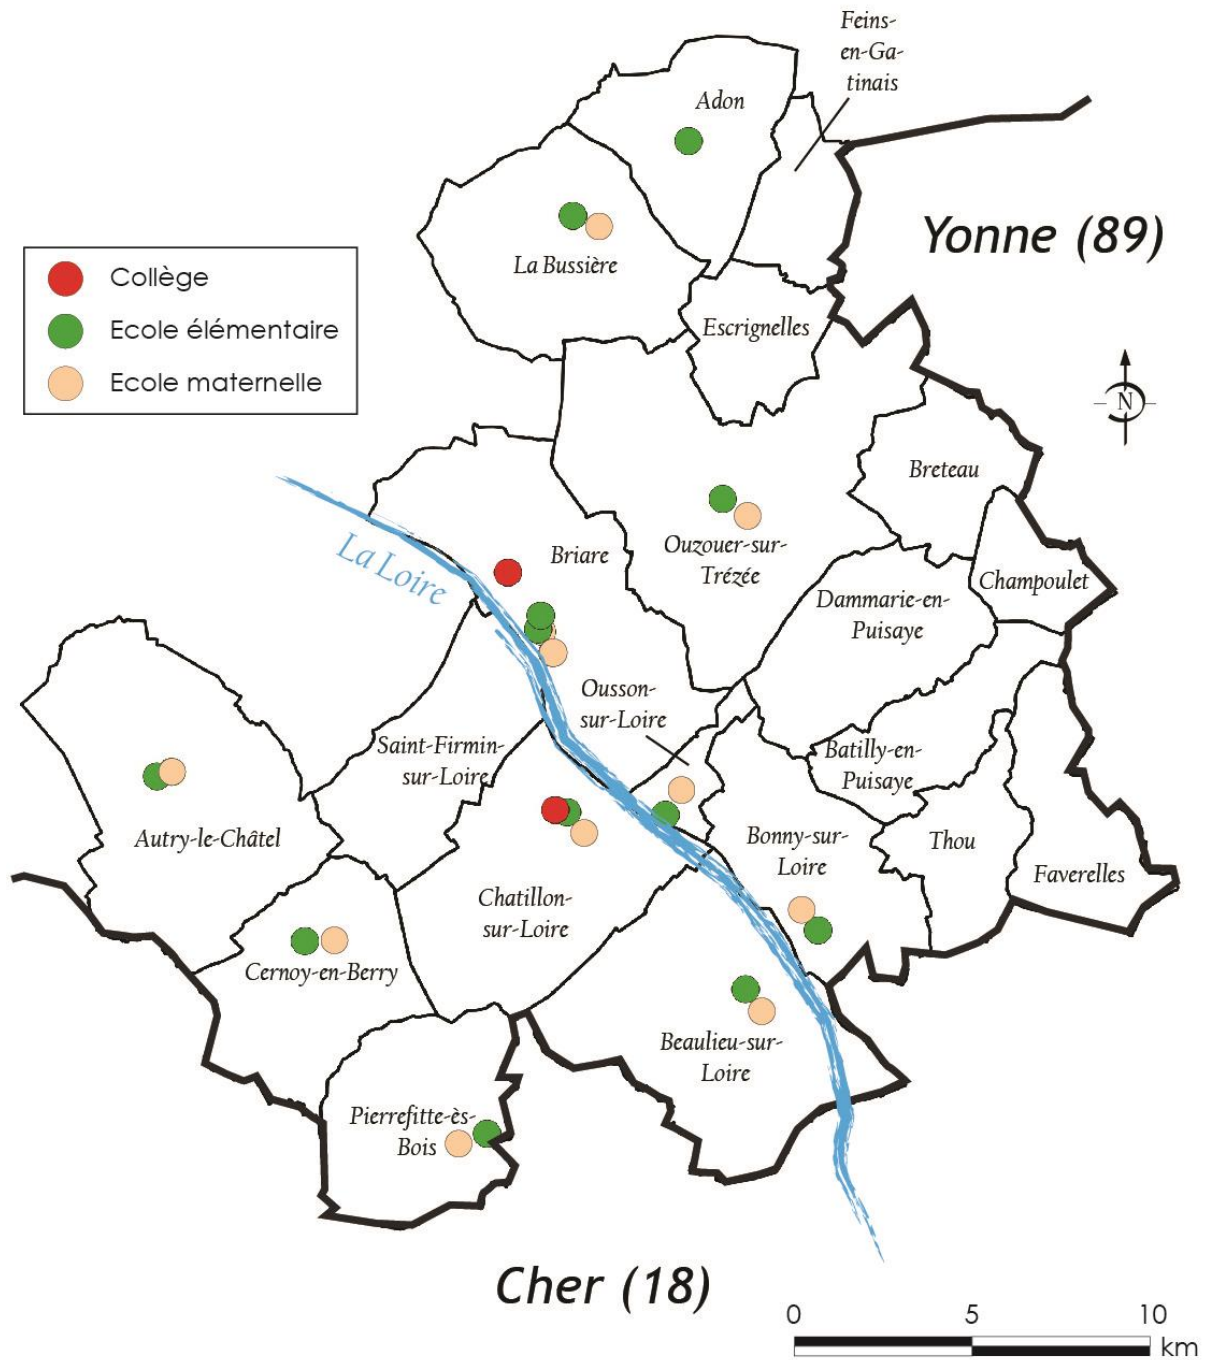 Feins-
en-Ga-
tinais
Adon
Yonne (89)
Collège
Ecole élémentaire
Ecole maternelle
La Bussière
Escrignelles
N
Breteau
La Loire
Briare
Ouzouer-sur-
Trézée
Champoulet
Dammarie-en-
Puisaye
Ousson-
sur-Loire
Saint-Firmin-
sur-Loire
Batilly-en-
Puisaye
Autry-le-Châtel
Bonny-sur-
Loire
Thou
Faverelles
Chatillon-
sur-Loire
Cernoy-en-Berry
Beaulieu-sur-
Loire
Pierrefitte-ès-
Bois
Cher (18)
0 5 10
km